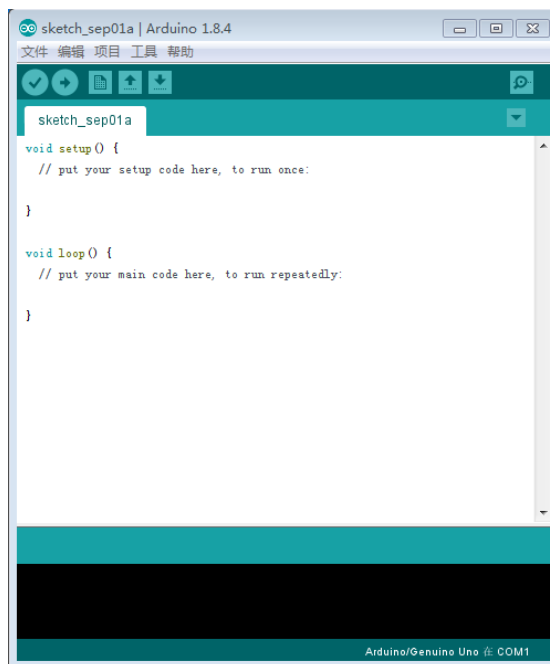 sketch_sep01a | Arduino 1.8.4
文件 编辑 项目 工具 帮助
sketch_sep01a
void setup() {
// put your setup code here, to run once:
}
void loop() {
// put your main code here, to run repeatedly:
}
Arduino/Genuino Uno 在 COM1